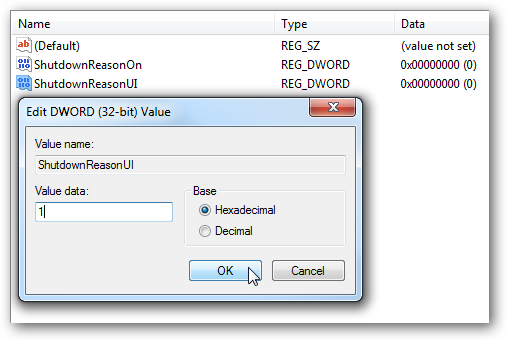 Name Type Data
(Default) REG_SZ (value not set)
ShutdownReasonOn REG_DWORD 0x00000000 (0)
ShutdownReasonUI REG_DWORD 0x00000000 (0)
Edit DWORD (32-bit) Value
Value name:
ShutdownReasonUI
Value data:
1
Base
Hexadecimal
Decimal
OK Cancel